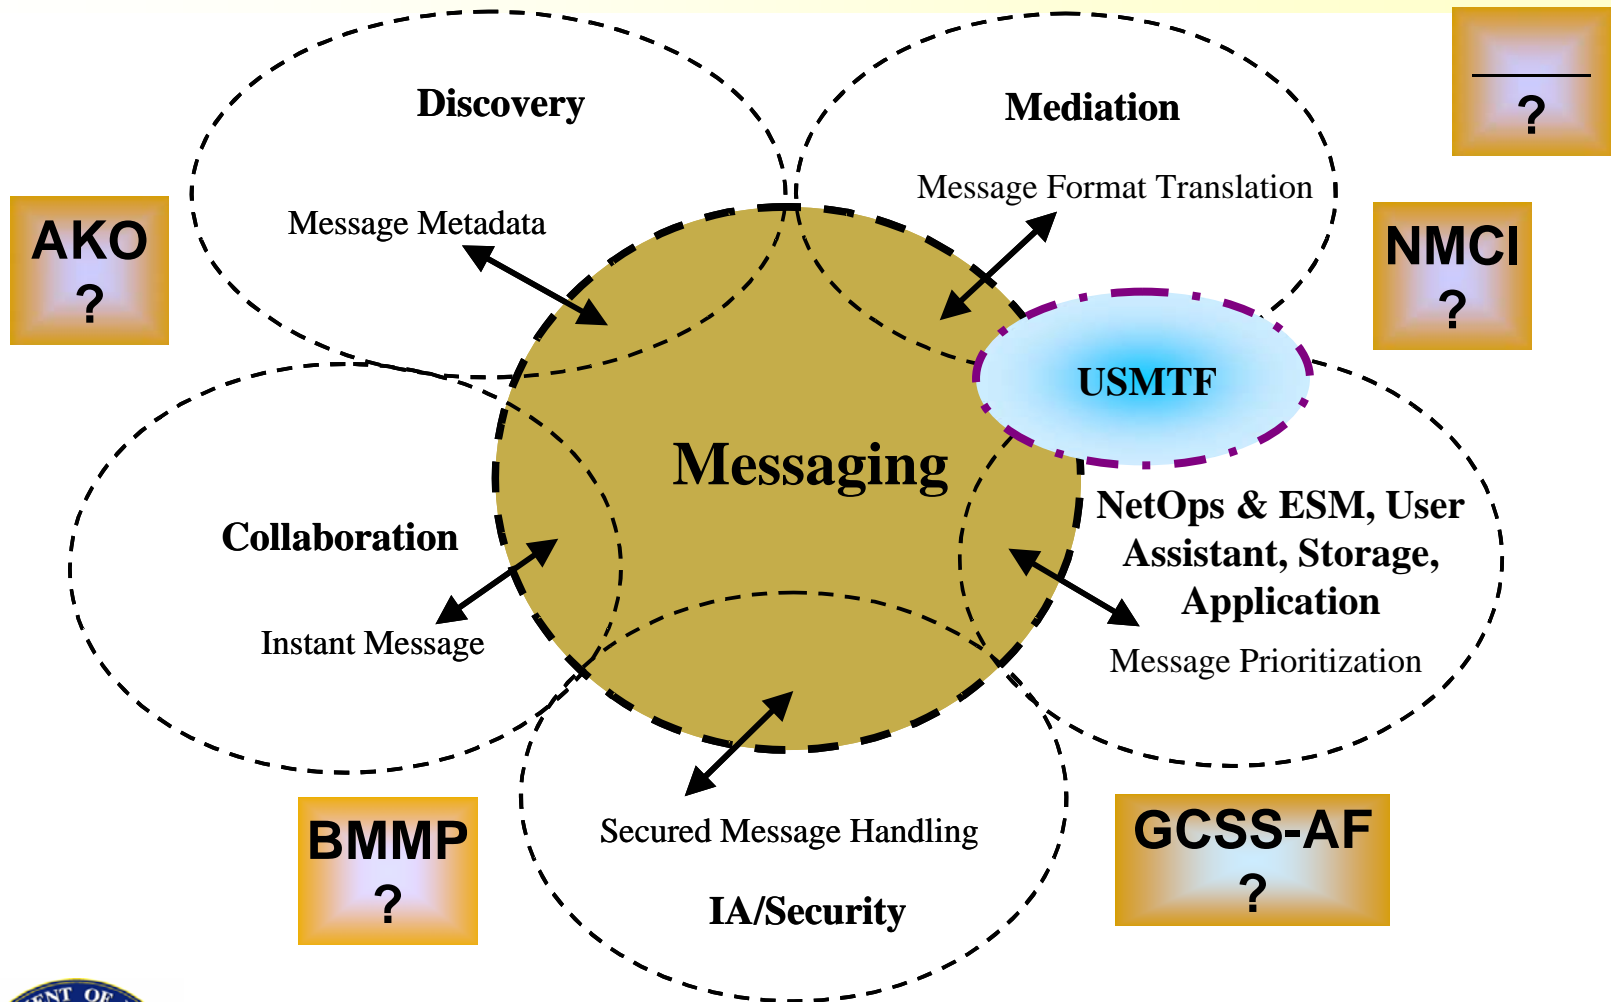 Discovery
Mediation
?
Message Metadata
Message Format Translation
AKO
?
NMCI
?
USMTF
Messaging
Collaboration
Instant Message
NetOps & ESM, User
Assistant, Storage,
Application
Message Prioritization
BMMP
?
Secured Message Handling
IA/Security
GCSS-AF
?
OF